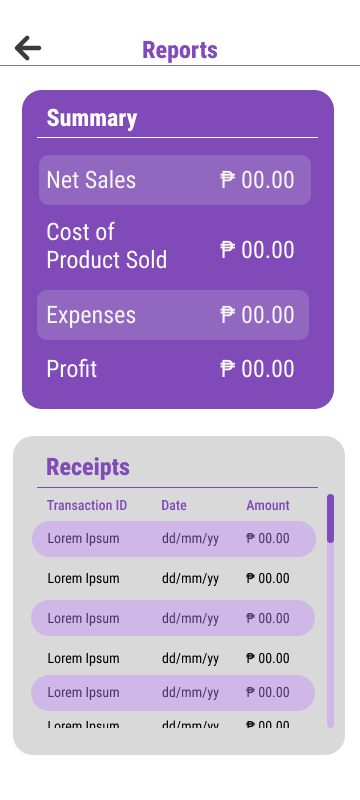 Reports
Summary
Net Sales ₱ 00.00
Cost of
Product Sold ₱ 00.00
Expenses ₱ 00.00
Profit ₱ 00.00
Receipts
Transaction ID Date Amount
Lorem Ipsum dd/mm/yy ₱ 00.00
Lorem Ipsum dd/mm/yy ₱ 00.00
Lorem Ipsum dd/mm/yy ₱ 00.00
Lorem Ipsum dd/mm/yy ₱ 00.00
Lorem Ipsum dd/mm/yy ₱ 00.00
Lorem Ipsum dd/mm/yy ₱ 00.00